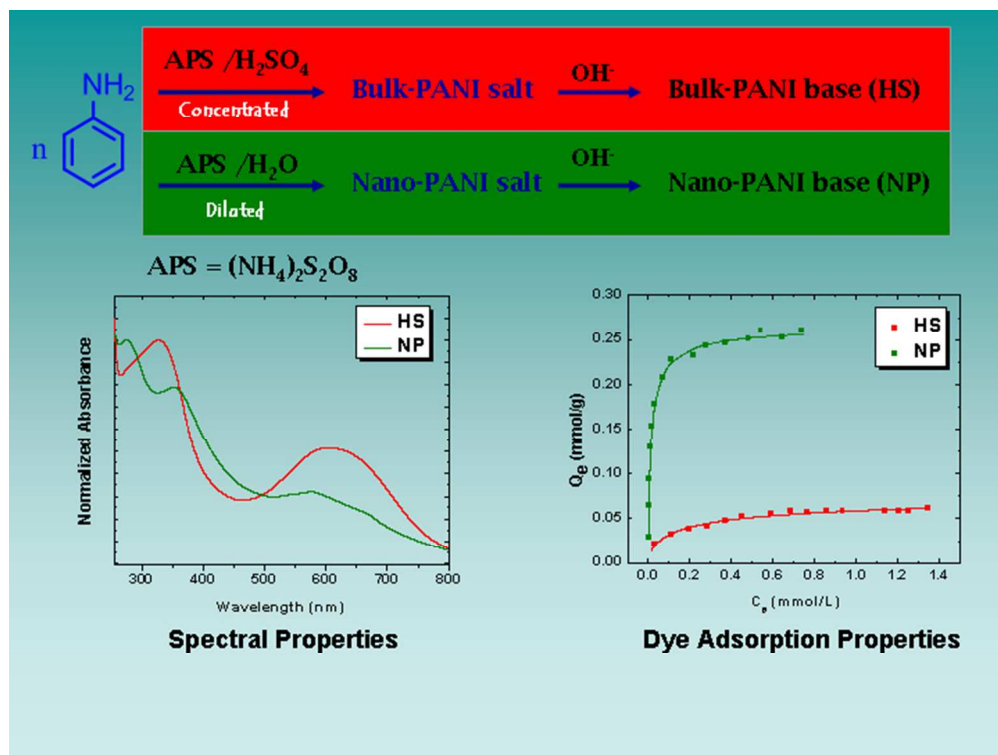 NH₂
n
APS /H₂SO₄
Concentrated
Bulk-PANI salt
OH⁻
Bulk-PANI base (HS)
APS /H₂O
Dilated
Nano-PANI salt
OH⁻
Nano-PANI base (NP)
APS = (NH₄)₂S₂O₈
HS
NP
Normalized Absorbance
300 400 500 600 700 800
Wavelength (nm)
Spectral Properties
HS
NP
Qe (mmol/g)
0.30
0.25
0.20
0.15
0.10
0.05
0.00
0.0 0.2 0.4 0.6 0.8 1.0 1.2 1.4
Cₑ (mmol/L)
Dye Adsorption Properties